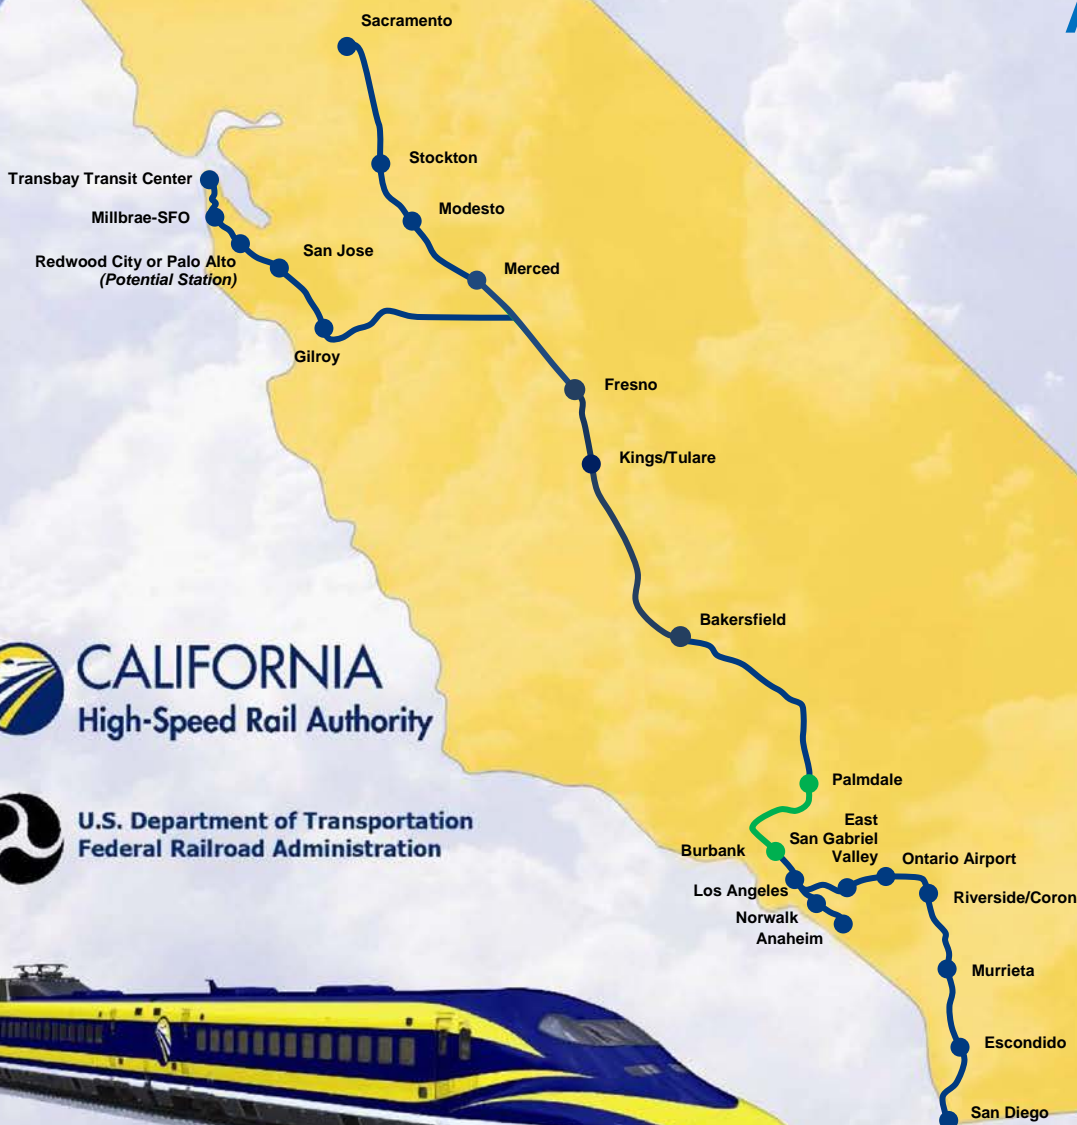 Sacramento
Stockton
Transbay Transit Center
Modesto
Millbrae-SFO
San Jose
Redwood City or Palo Alto
(Potential Station)
Merced
Gilroy
Fresno
Kings/Tulare
Bakersfield
CALIFORNIA
High-Speed Rail Authority
Palmdale
U.S. Department of Transportation
Federal Railroad Administration
East
San Gabriel
Valley
Burbank
Ontario Airport
Los Angeles
Riverside/Coron
Norwalk
Anaheim
Murrieta
Escondido
San Diego